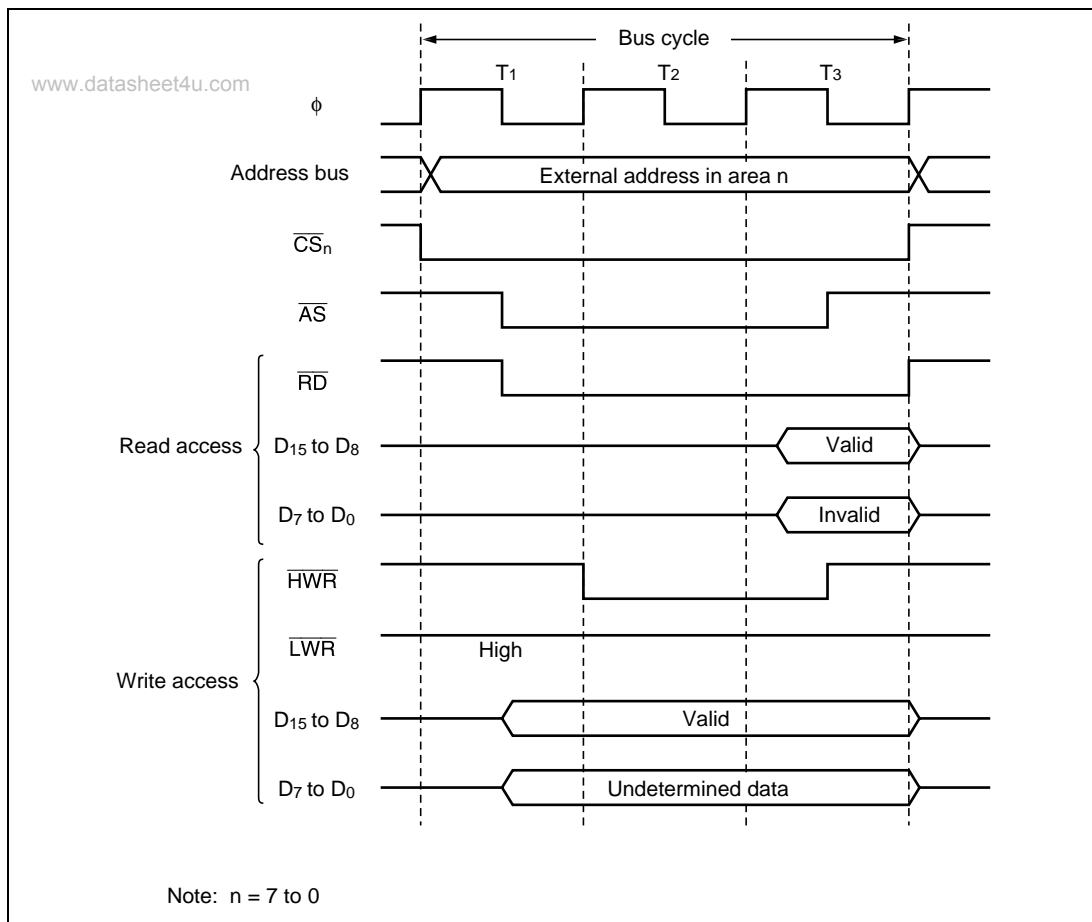 Bus cycle
www.datasheet4u.com
T1 T2 T3
ϕ
Address bus External address in area n
CSn
AS
RD
Read access
D15 to D8 Valid
D7 to D0 Invalid
HWR
LWR High
Write access
D15 to D8 Valid
D7 to D0 Undetermined data
Note: n = 7 to 0